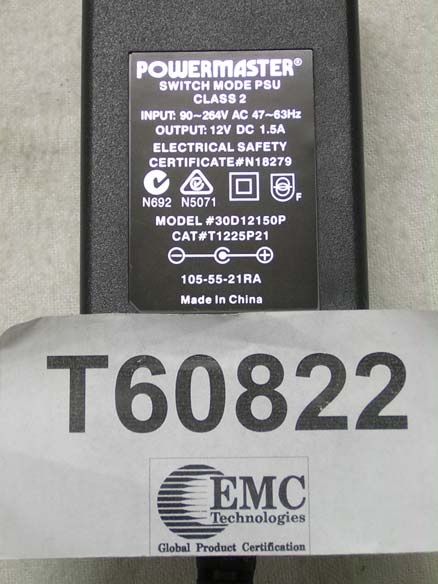 POWERMASTER®
SWITCH MODE PSU
CLASS 2
INPUT: 90~264V AC 47~63Hz
OUTPUT: 12V DC 1.5A
ELECTRICAL SAFETY
CERTIFICATE#N18279
N692 N5071 F
MODEL #30D12150P
CAT#T1225P21
105-55-21RA
Made In China
T60822
EMC
Technologies
Global Product Certification